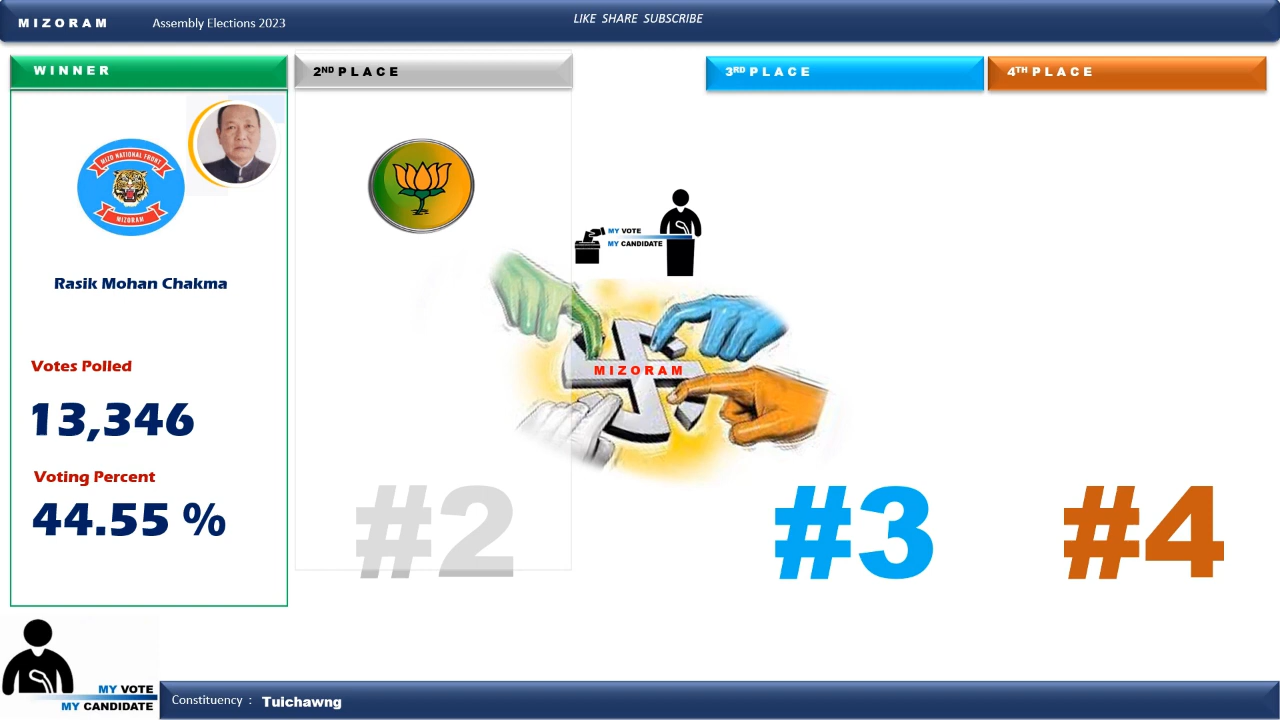 MIZORAM
Assembly Elections 2023
LIKE SHARE SUBSCRIBE
WINNER
2ND PLACE
3RD PLACE
4TH PLACE
MIZO NATIONAL FRONT
MIZORAM
MY VOTE
MY CANDIDATE
Rasik Mohan Chakma
Votes Polled
13,346
Voting Percent
44.55 %
MIZORAM
#2
#3
#4
MY VOTE
MY CANDIDATE
Constituency : Tuichawng